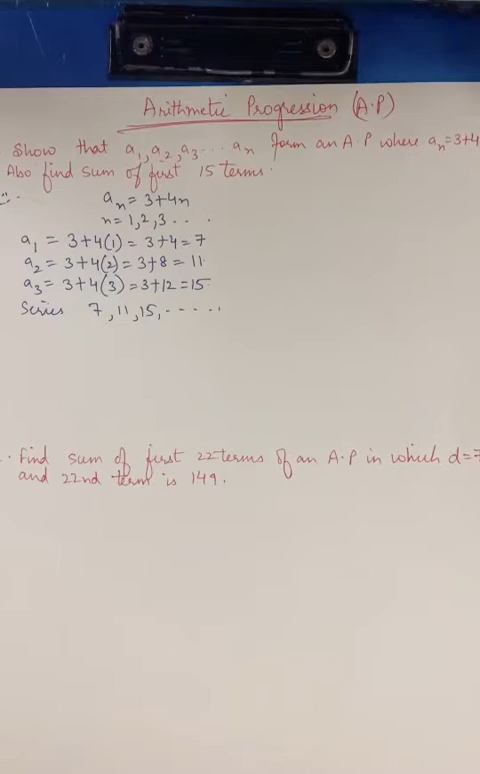 Arithmetic Progression (A.P)
Show that a₁,a₂,a₃... aₙ form an A.P where aₙ=3+4
Also find sum of first 15 terms.
aₙ = 3+4n
n = 1,2,3 ....
a₁ = 3+4(1) = 3+4 = 7
a₂ = 3+4(2) = 3+8 = 11
a₃ = 3+4(3) = 3+12 = 15
Series 7, 11, 15, ......
Find sum of first 22 terms of an A.P in which d=7
and 22nd term is 149.